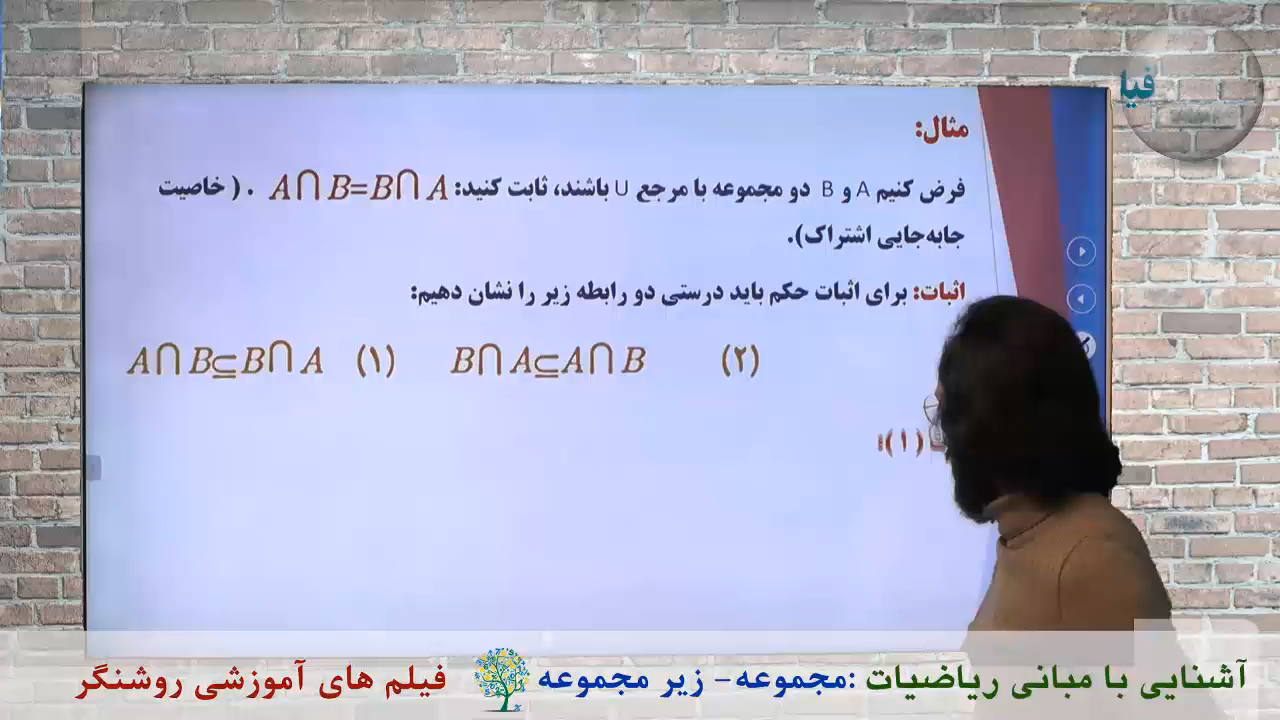 فیا
مثال:
فرض کنیم A و B دو مجموعه با مرجع U باشند، ثابت کنید: A∩B=B∩A . ( خاصیت
جابه‌جایی اشتراک).
اثبات: برای اثبات حکم باید درستی دو رابطه زیر را نشان دهیم:
A∩B⊆B∩A (۱) B∩A⊆A∩B (۲)
(۱):
آشنایی با مبانی ریاضیات :مجموعه- زیر مجموعه فیلم های آموزشی روشنگر